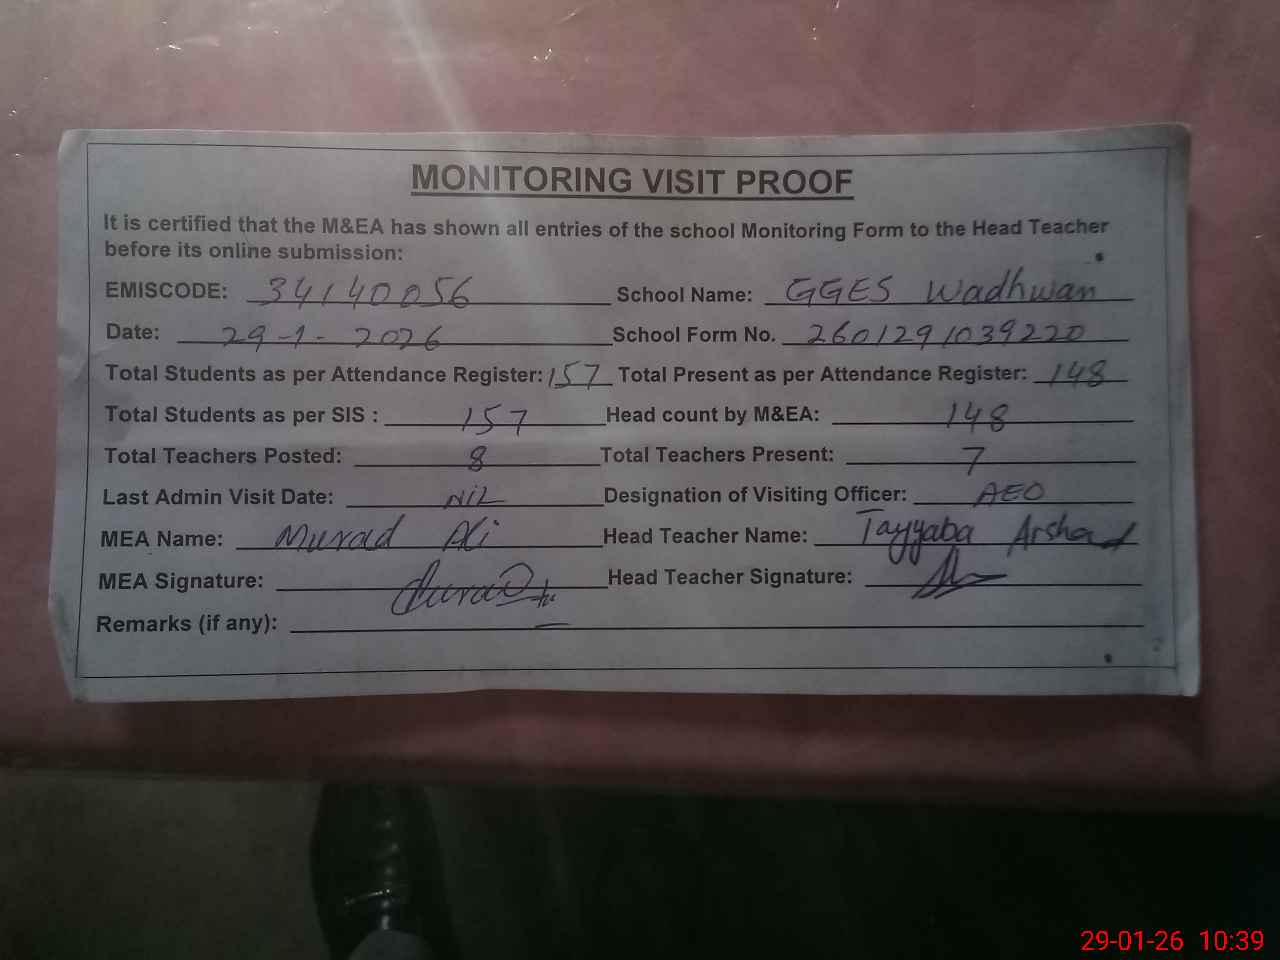 MONITORING VISIT PROOF
It is certified that the M&EA has shown all entries of the school Monitoring Form to the Head Teacher
before its online submission:
EMISCODE: 34140056 School Name: GGES Wadhwan
Date: 29-1-2026 School Form No. 2601291039220
Total Students as per Attendance Register: 157 Total Present as per Attendance Register: 148
Total Students as per SIS : 157 Head count by M&EA: 148
Total Teachers Posted: 8 Total Teachers Present: 7
Last Admin Visit Date: NiL Designation of Visiting Officer: AEO
MEA Name: Murad Ali Head Teacher Name: Tayyaba Arshad
MEA Signature: Head Teacher Signature:
Remarks (if any):
29-01-26 10:39